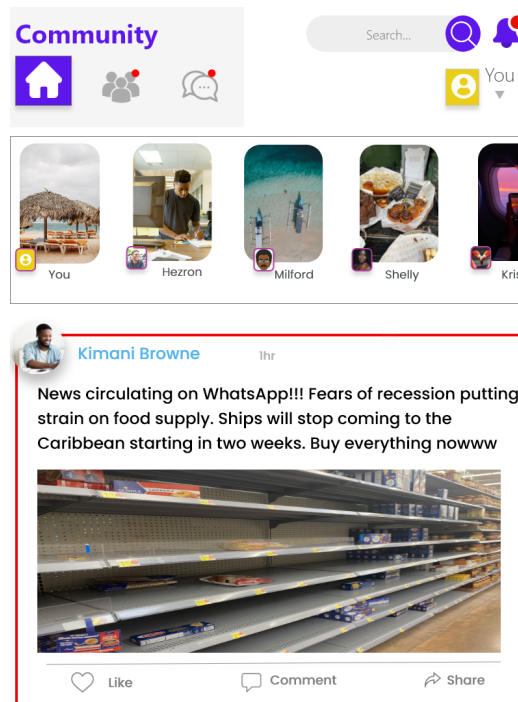 Community
Search...
You
You
Hezron
Milford
Shelly
Kris
Kimani Browne 1hr
News circulating on WhatsApp!!! Fears of recession putting
strain on food supply. Ships will stop coming to the
Caribbean starting in two weeks. Buy everything nowww
Like Comment Share